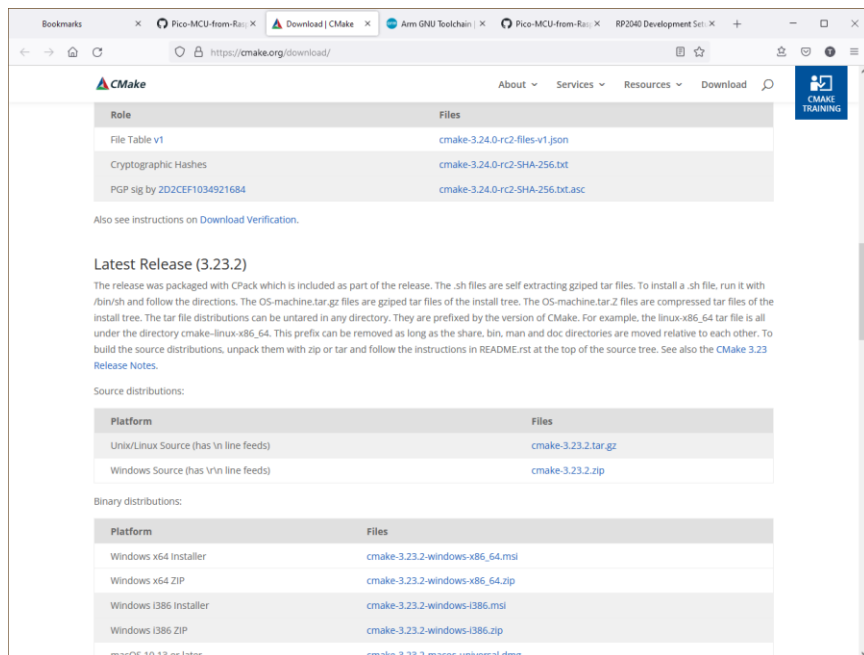 Bookmarks
Pico-MCU-from-Ras
Download | CMake
Arm GNU Toolchain |
Pico-MCU-from-Ras
RP2040 Development Set
https://cmake.org/download/
T
CMake
About
Services
Resources
Download
CMAKE
TRAINING
Role Files
File Table v1 cmake-3.24.0-rc2-files-v1.json
Cryptographic Hashes cmake-3.24.0-rc2-SHA-256.txt
PGP sig by 2D2CEF1034921684 cmake-3.24.0-rc2-SHA-256.txt.asc
Also see instructions on Download Verification.
Latest Release (3.23.2)
The release was packaged with CPack which is included as part of the release. The .sh files are self extracting gziped tar files. To install a .sh file, run it with
/bin/sh and follow the directions. The OS-machine.tar.gz files are gziped tar files of the install tree. The OS-machine.tar.Z files are compressed tar files of the
install tree. The tar file distributions can be untared in any directory. They are prefixed by the version of CMake. For example, the linux-x86_64 tar file is all
under the directory cmake–linux-x86_64. This prefix can be removed as long as the share, bin, man and doc directories are moved relative to each other. To
build the source distributions, unpack them with zip or tar and follow the instructions in README.rst at the top of the source tree. See also the CMake 3.23
Release Notes.
Source distributions:
Platform Files
Unix/Linux Source (has \n line feeds) cmake-3.23.2.tar.gz
Windows Source (has \r\n line feeds) cmake-3.23.2.zip
Binary distributions:
Platform Files
Windows x64 Installer cmake-3.23.2-windows-x86_64.msi
Windows x64 ZIP cmake-3.23.2-windows-x86_64.zip
Windows i386 Installer cmake-3.23.2-windows-i386.msi
Windows i386 ZIP cmake-3.23.2-windows-i386.zip
macOS 10.13 or later cmake-3.23.2-macos-universal.dmg